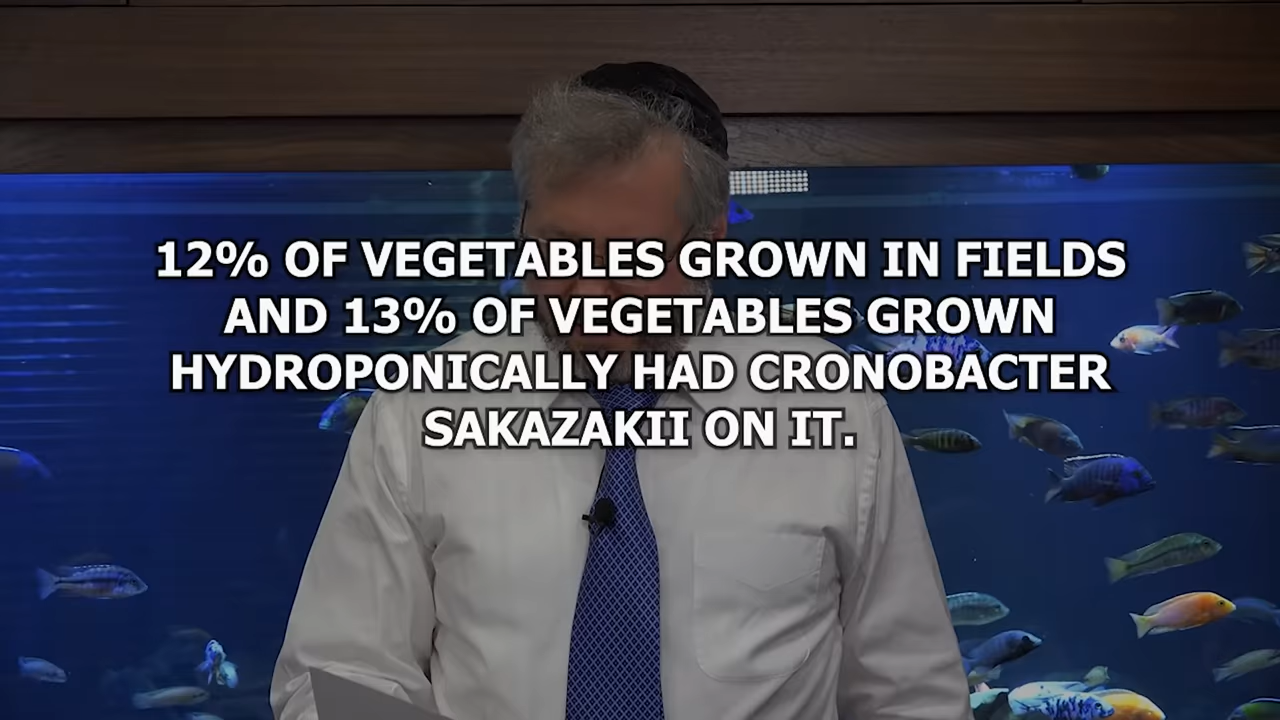 12% OF VEGETABLES GROWN IN FIELDS
AND 13% OF VEGETABLES GROWN
HYDROPONICALLY HAD CRONOBACTER
SAKAZAKII ON IT.